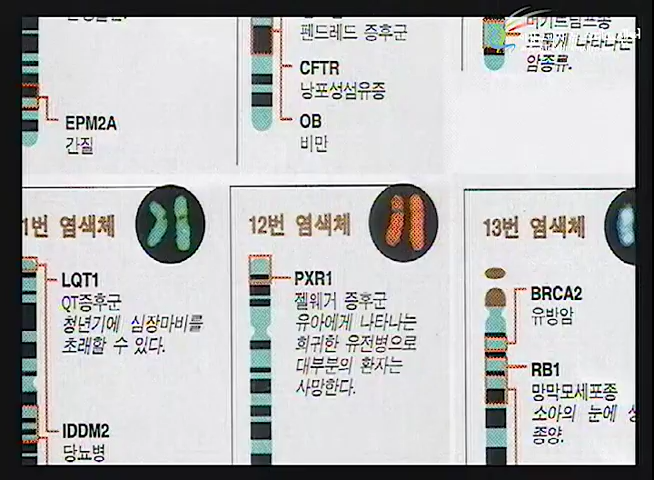 펜드레드 증후군
CFTR
낭포성섬유증
OB
비만
EPM2A
간질
나타나는
암종류.
1번 염색체
LQT1
QT증후군
청년기에 심장마비를
초래할 수 있다.
IDDM2
당뇨병
12번 염색체
PXR1
젤웨거 증후군
유아에게 나타나는
희귀한 유전병으로
대부분의 환자는
사망한다.
13번 염색체
BRCA2
유방암
RB1
망막모세포종
소아의 눈에
종양.